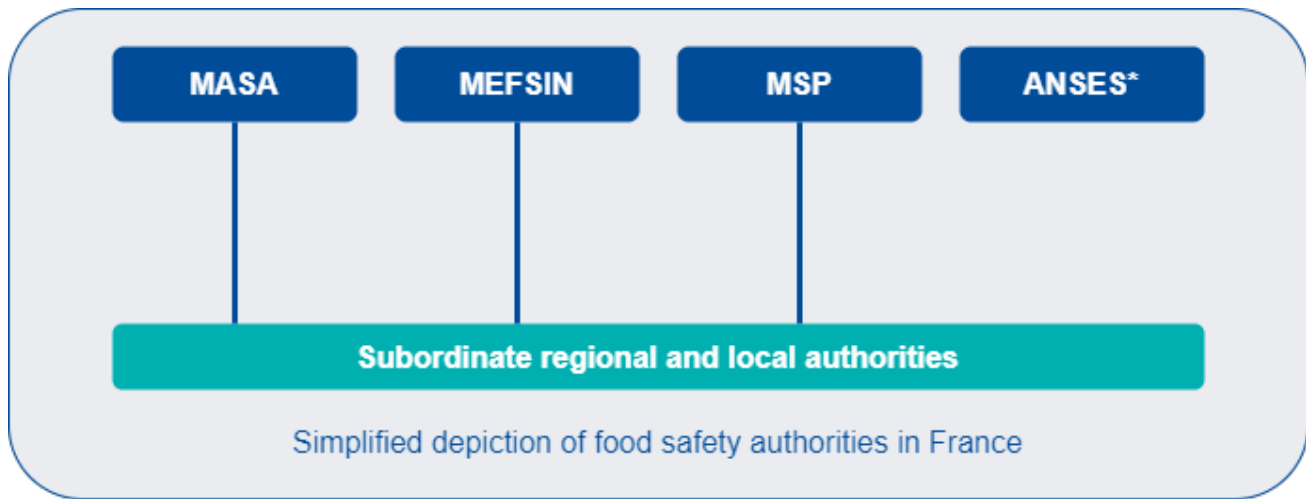 MASA MEFSIN MSP ANSES*
Subordinate regional and local authorities
Simplified depiction of food safety authorities in France